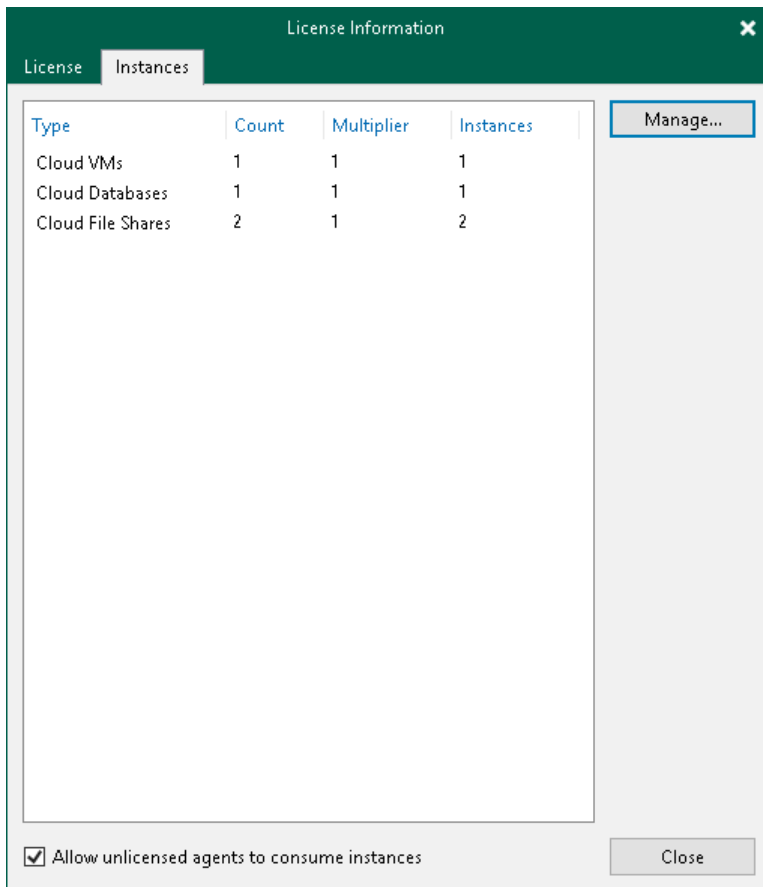 License Information
License Instances
Type Count Multiplier Instances Manage...
Cloud VMs 1 1 1
Cloud Databases 1 1 1
Cloud File Shares 2 1 2
Allow unlicensed agents to consume instances Close